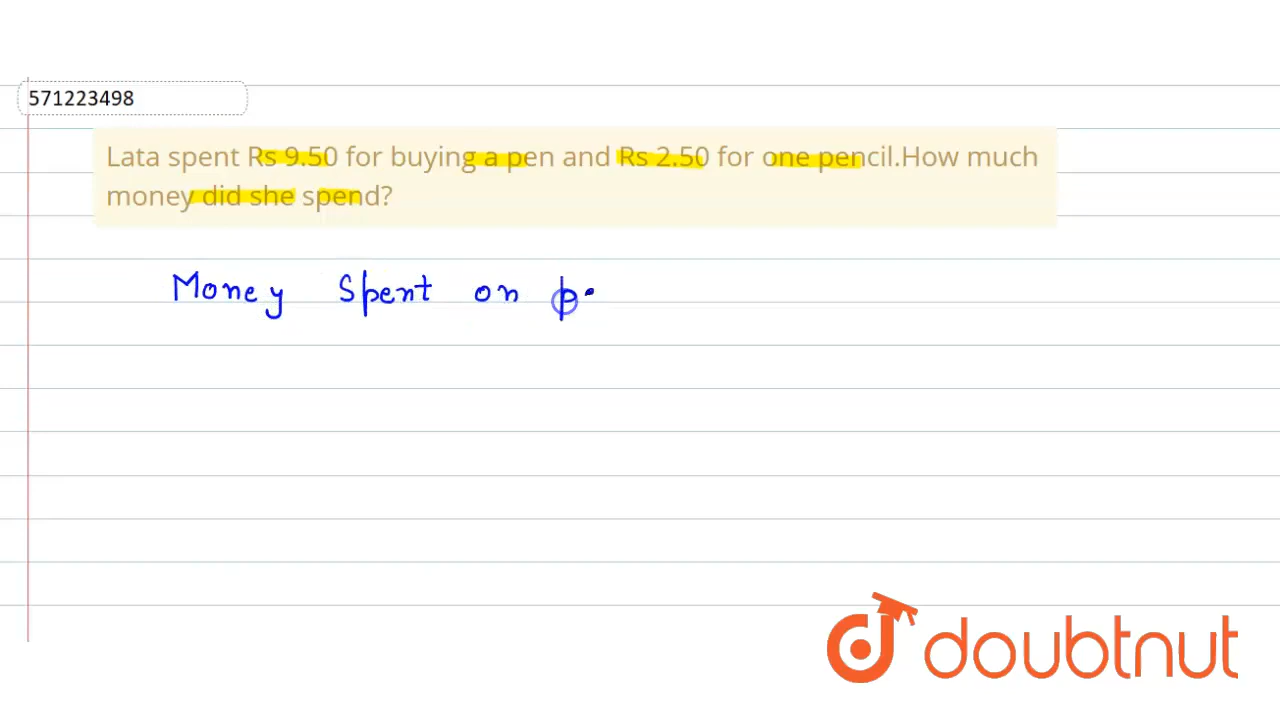 571223498
Lata spent Rs 9.50 for buying a pen and Rs 2.50 for one pencil.How much
money did she spend?
Money Spent on p
doubtnut